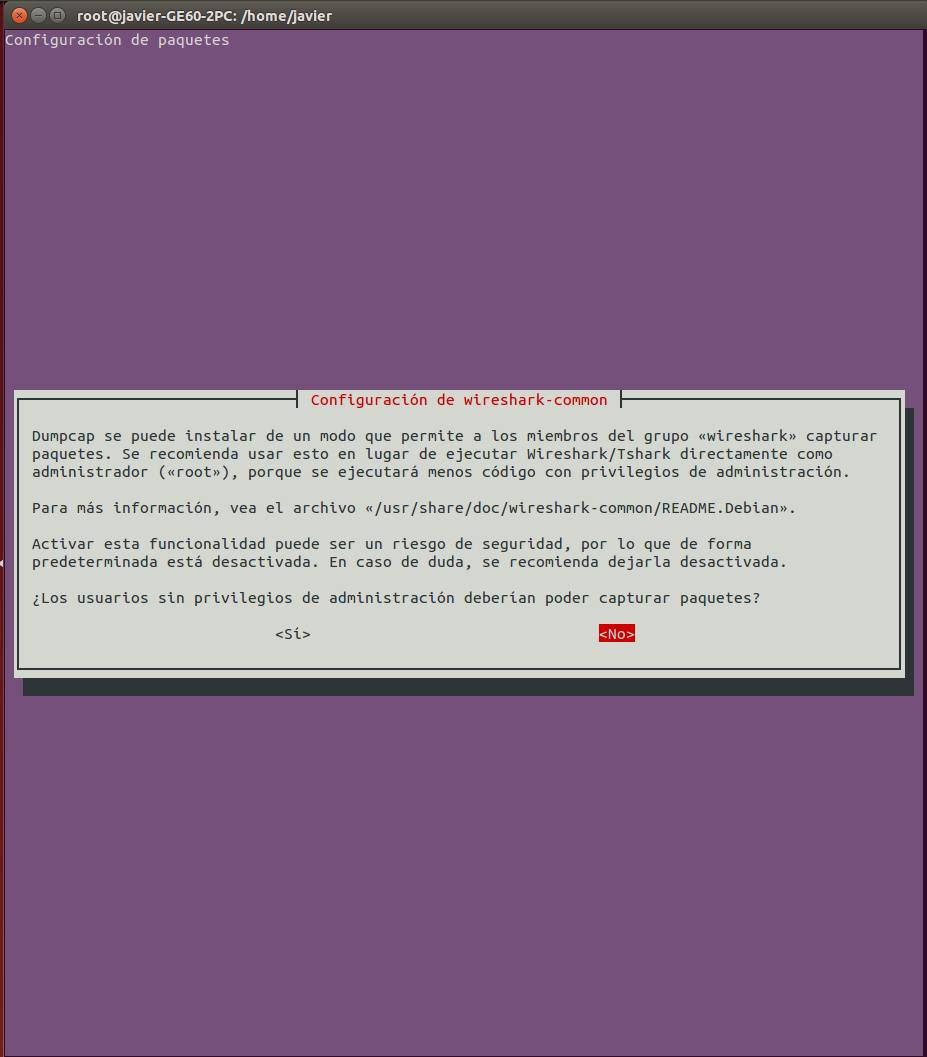 root@javier-GE60-2PC: /home/javier
Configuración de paquetes
Configuración de wireshark-common
Dumpcap se puede instalar de un modo que permite a los miembros del grupo «wireshark» capturar
paquetes. Se recomienda usar esto en lugar de ejecutar Wireshark/Tshark directamente como
administrador («root»), porque se ejecutará menos código con privilegios de administración.
Para más información, vea el archivo «/usr/share/doc/wireshark-common/README.Debian».
Activar esta funcionalidad puede ser un riesgo de seguridad, por lo que de forma
predeterminada está desactivada. En caso de duda, se recomienda dejarla desactivada.
¿Los usuarios sin privilegios de administración deberían poder capturar paquetes?
<Sí> <No>